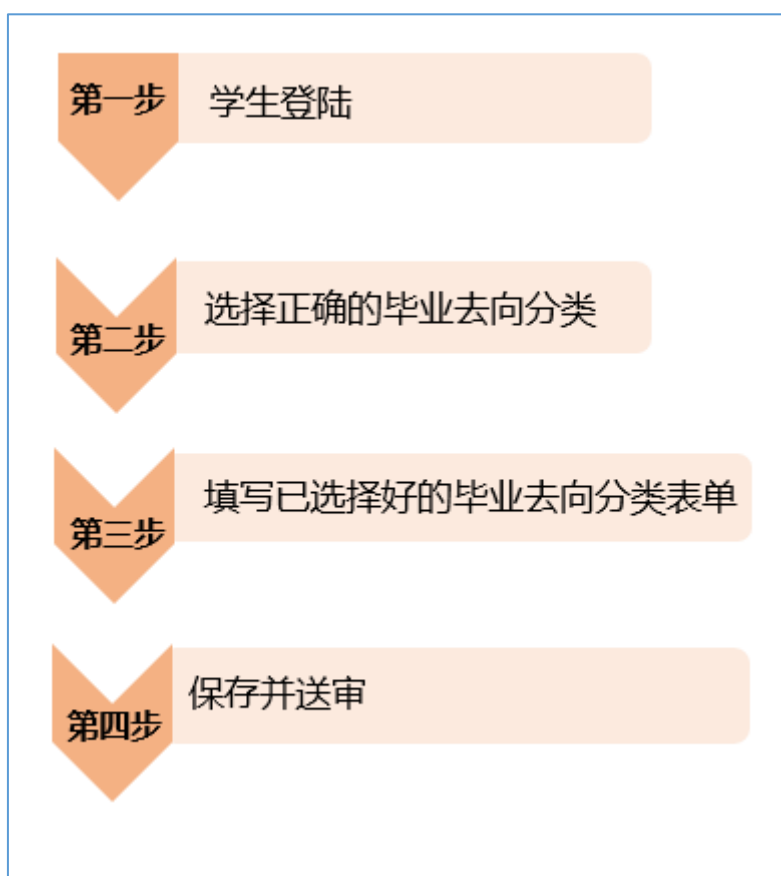 第一步
学生登陆
第二步
选择正确的毕业去向分类
第三步
填写已选择好的毕业去向分类表单
第四步
保存并送审